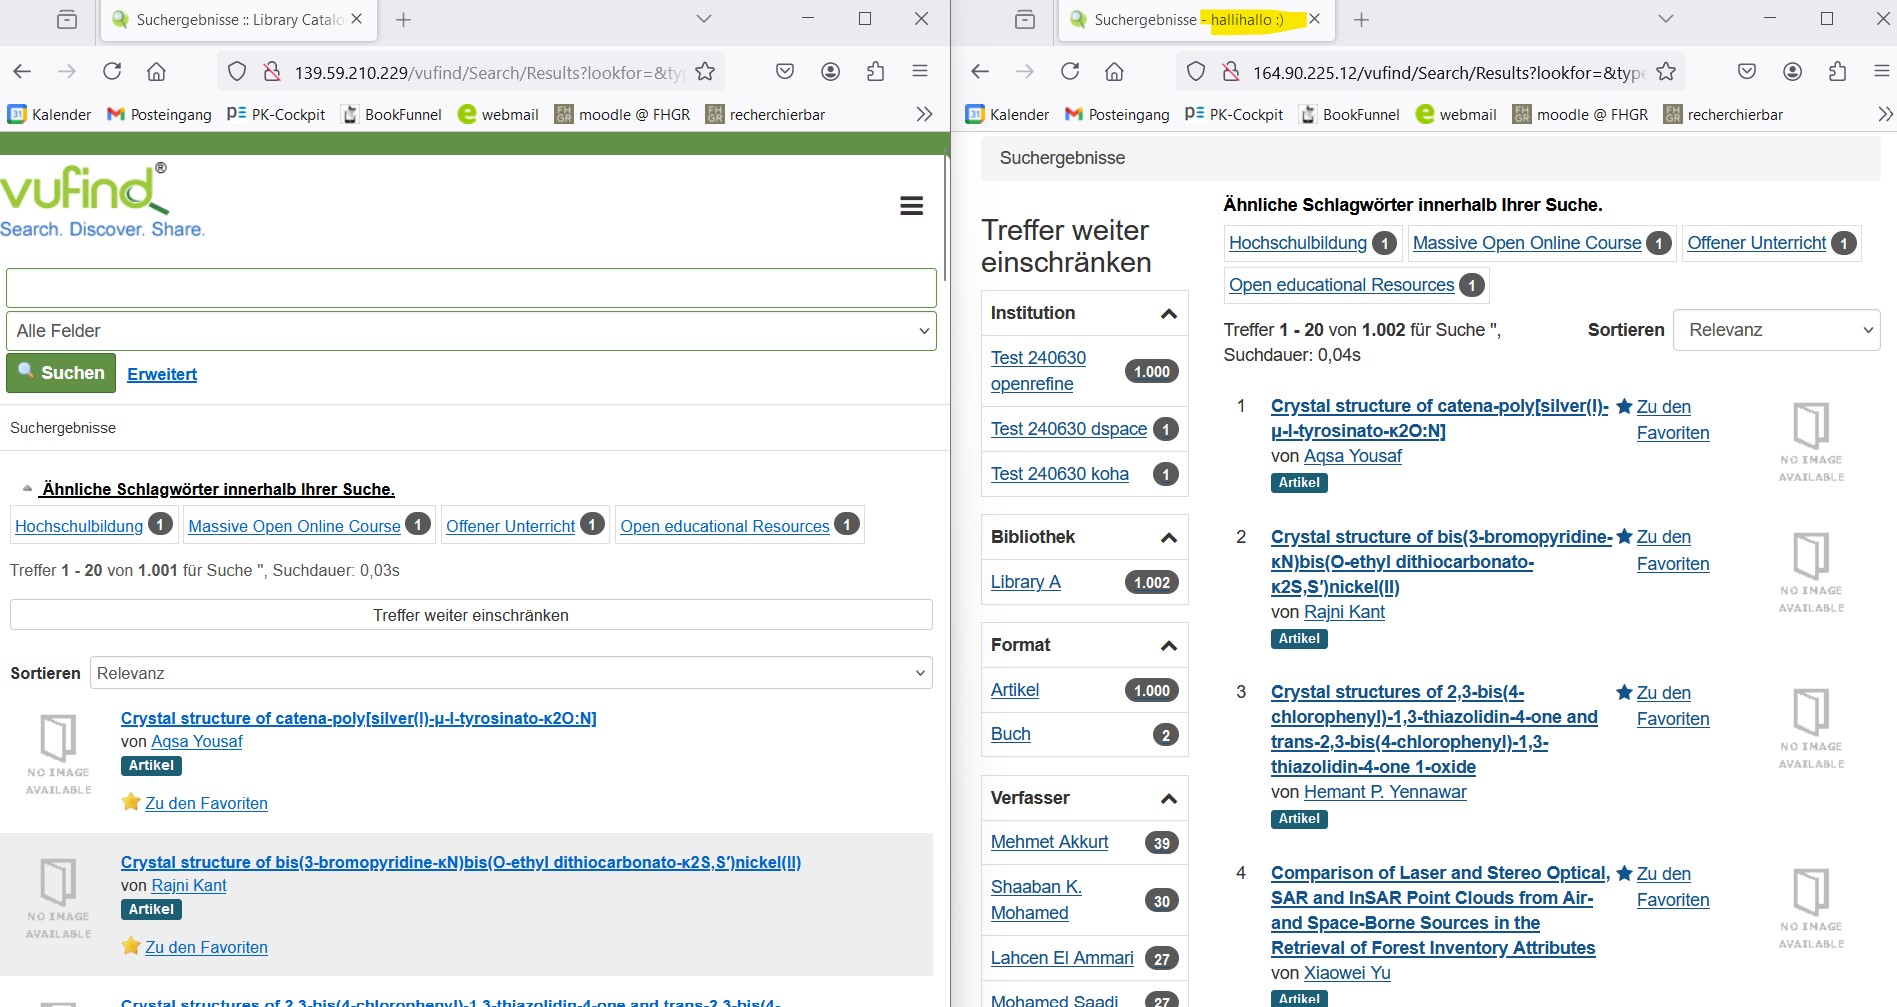 Suchergebnisse :: Library Catalo
139.59.210.229/vufind/Search/Results?lookfor=&ty
Kalender
Posteingang
PK-Cockpit
BookFunnel
webmail
moodle @ FHGR
recherchierbar
vufind®
Search. Discover. Share.
Alle Felder
Suchen Erweitert
Suchergebnisse
Ähnliche Schlagwörter innerhalb Ihrer Suche.
Hochschulbildung 1 Massive Open Online Course 1 Offener Unterricht 1 Open educational Resources 1
Treffer 1 - 20 von 1.001 für Suche '', Suchdauer: 0,03s
Treffer weiter einschränken
Sortieren Relevanz
Crystal structure of catena-poly[silver(I)-μ-l-tyrosinato-κ2O:N]
von Aqsa Yousaf
Artikel
NO IMAGE
AVAILABLE
Zu den Favoriten
Crystal structure of bis(3-bromopyridine-κN)bis(O-ethyl dithiocarbonato-κ2S,S′)nickel(II)
von Rajni Kant
Artikel
NO IMAGE
AVAILABLE
Zu den Favoriten
Crystal structures of 2,3-bis(4-chlorophenyl)-1,3-thiazolidin-4-one and trans-2,3-bis(4-
Suchergebnisse - hallihallo :)
164.90.225.12/vufind/Search/Results?lookfor=&type
Kalender
Posteingang
PK-Cockpit
BookFunnel
webmail
moodle @ FHGR
recherchierbar
Suchergebnisse
Treffer weiter
einschränken
Institution
Test 240630
openrefine 1.000
Test 240630 dspace 1
Test 240630 koha 1
Bibliothek
Library A 1.002
Format
Artikel 1.000
Buch 2
Verfasser
Mehmet Akkurt 39
Shaaban K.
Mohamed 30
Lahcen El Ammari 27
Mohamed Saadi 27
Ähnliche Schlagwörter innerhalb Ihrer Suche.
Hochschulbildung 1 Massive Open Online Course 1 Offener Unterricht 1
Open educational Resources 1
Treffer 1 - 20 von 1.002 für Suche '',
Suchdauer: 0,04s
Sortieren Relevanz
1 Crystal structure of catena-poly[silver(I)-
μ-l-tyrosinato-κ2O:N]
von Aqsa Yousaf
Artikel
Zu den
Favoriten
NO IMAGE
AVAILABLE
2 Crystal structure of bis(3-bromopyridine-
κN)bis(O-ethyl dithiocarbonato-
κ2S,S′)nickel(II)
von Rajni Kant
Artikel
Zu den
Favoriten
NO IMAGE
AVAILABLE
3 Crystal structures of 2,3-bis(4-
chlorophenyl)-1,3-thiazolidin-4-one and
trans-2,3-bis(4-chlorophenyl)-1,3-
thiazolidin-4-one 1-oxide
von Hemant P. Yennawar
Artikel
Zu den
Favoriten
NO IMAGE
AVAILABLE
4 Comparison of Laser and Stereo Optical,
SAR and InSAR Point Clouds from Air-
and Space-Borne Sources in the
Retrieval of Forest Inventory Attributes
von Xiaowei Yu
Artikel
Zu den
Favoriten
NO IMAGE
AVAILABLE